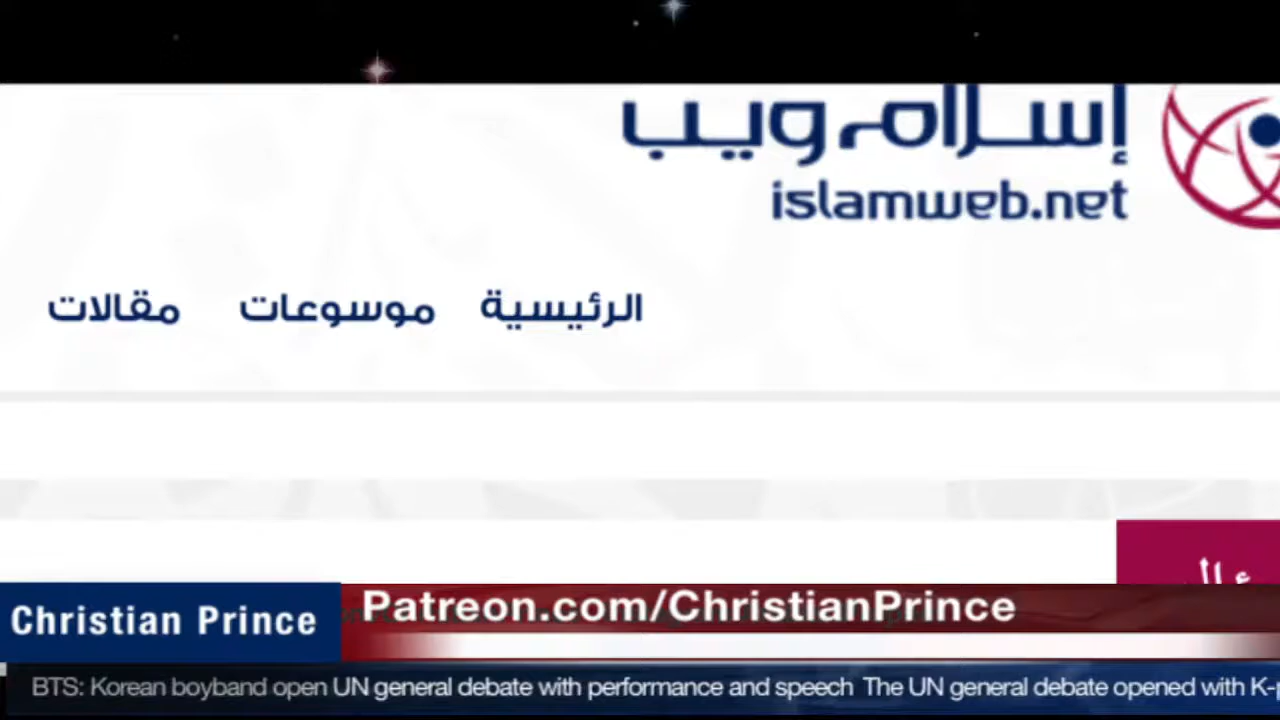 إسلام ويب
islamweb.net
الرئيسية موسوعات مقالات
Christian Prince
Patreon.com/ChristianPrince
BTS: Korean boyband open UN general debate with performance and speech The UN general debate opened with K-